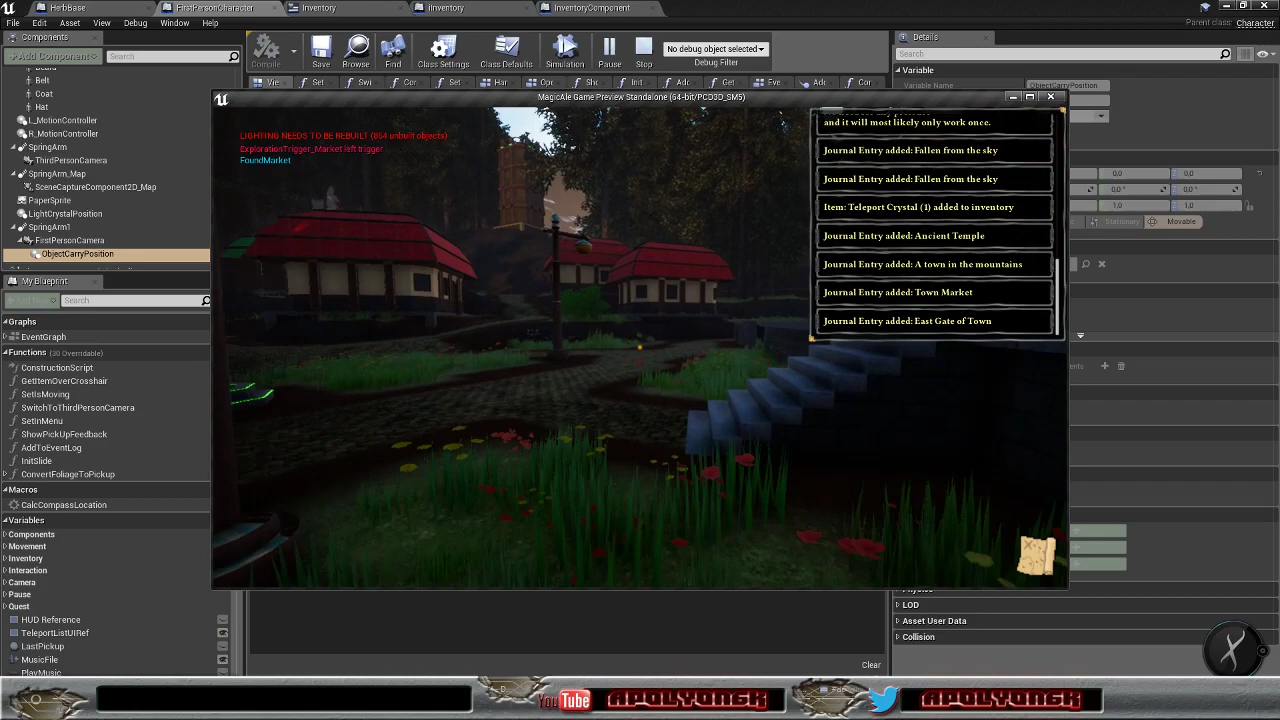 HerbBase
FirstPersonCharacter
Inventory
iInventory
InventoryComponent
File
Edit
Asset
View
Debug
Window
Help
Parent class: Character
Components
Details
+Add Component
Search
Compile
Save
Browse
Find
Class Settings
Class Defaults
Simulation
Pause
Stop
No debug object selected
Debug Filter
Search
Belt
Coat
Hat
L_MotionController
R_MotionController
SpringArm
ThirdPersonCamera
SpringArm_Map
SceneCaptureComponent2D_Map
PaperSprite
LightCrystalPosition
SpringArm1
FirstPersonCamera
ObjectCarryPosition
Variable
Variable Name
ObjectCarryPosition
0,0
0,0
0,0 °
0,0 °
1,0
1,0
Stationary
Movable
Physics
LOD
Asset User Data
Collision
My Blueprint
Add New
Search
Graphs
EventGraph
Functions (30 Overridable)
ConstructionScript
GetItemOverCrosshair
SetIsMoving
SwitchToThirdPersonCamera
SetInMenu
ShowPickUpFeedback
AddToEventLog
InitSlide
ConvertFoliageToPickup
Macros
CalcCompassLocation
Variables
Components
Movement
Inventory
Interaction
Camera
Pause
Quest
HUD Reference
TeleportListUIRef
LastPickup
MusicFile
PlayMusic
MagicAle Game Preview Standalone (64-bit/PCD3D_SM5)
LIGHTING NEEDS TO BE REBUILT (864 unbuilt objects)
ExplorationTrigger_Market left trigger
FoundMarket
and it will most likely only work once.
Journal Entry added: Fallen from the sky
Journal Entry added: Fallen from the sky
Item: Teleport Crystal (1) added to inventory
Journal Entry added: Ancient Temple
Journal Entry added: A town in the mountains
Journal Entry added: Town Market
Journal Entry added: East Gate of Town
Clear
YouTube
APOLYONGK
APOLYONGK